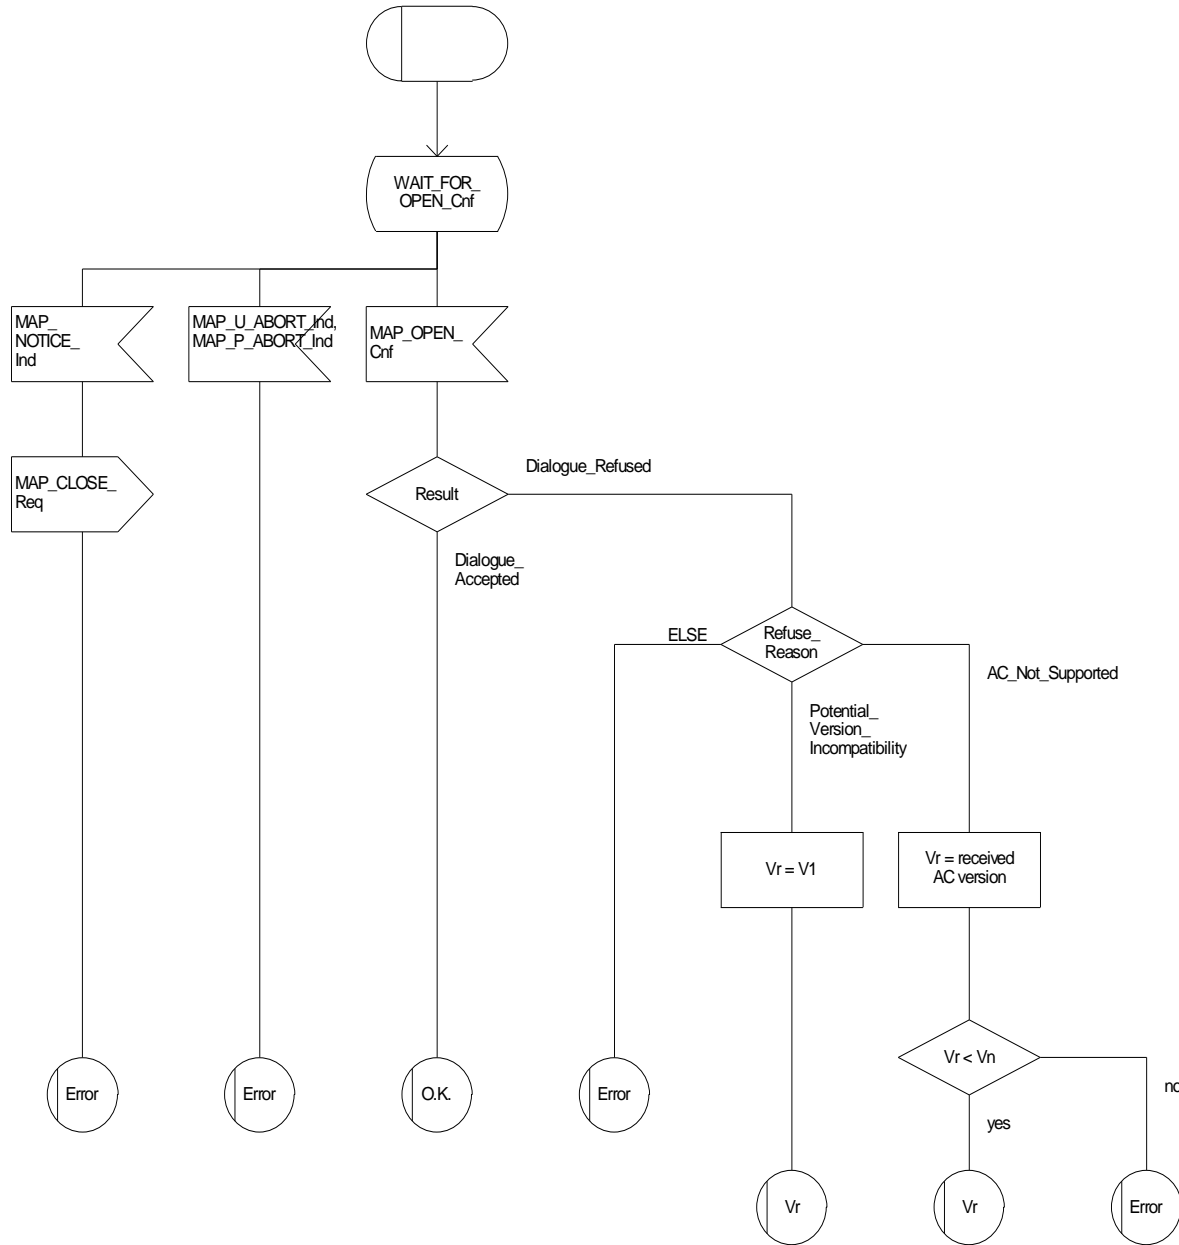 WAIT_FOR_
OPEN_Cnf
MAP_
NOTICE_
Ind
MAP_U_ABORT_Ind,
MAP_P_ABORT_Ind
MAP_OPEN_
Cnf
MAP_CLOSE_
Req
Result
Dialogue_Refused
Dialogue_
Accepted
ELSE
Refuse_
Reason
AC_Not_Supported
Potential_
Version_
Incompatibility
Vr = V1
Vr = received
AC version
Vr < Vn
no
yes
Error
Error
O.K.
Error
Vr
Vr
Error